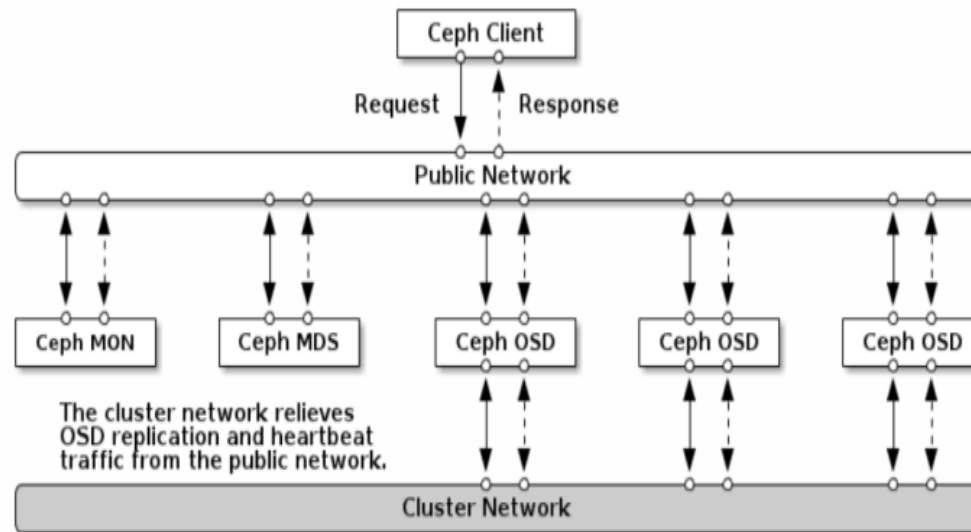 Ceph Client
Request
Response
Public Network
Ceph MON
Ceph MDS
Ceph OSD
Ceph OSD
Ceph OSD
The cluster network relieves
OSD replication and heartbeat
traffic from the public network.
Cluster Network